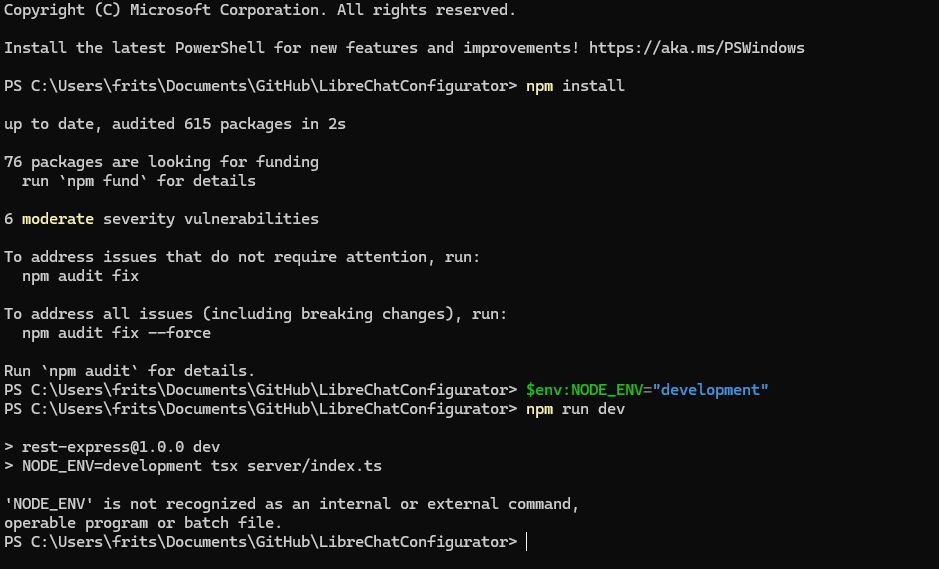 Copyright (C) Microsoft Corporation. All rights reserved.
Install the latest PowerShell for new features and improvements! https://aka.ms/PSWindows
PS C:\Users\frits\Documents\GitHub\LibreChatConfigurator> npm install
up to date, audited 615 packages in 2s
76 packages are looking for funding
  run `npm fund` for details
6 moderate severity vulnerabilities
To address issues that do not require attention, run:
  npm audit fix
To address all issues (including breaking changes), run:
  npm audit fix --force
Run `npm audit` for details.
PS C:\Users\frits\Documents\GitHub\LibreChatConfigurator> $env:NODE_ENV="development"
PS C:\Users\frits\Documents\GitHub\LibreChatConfigurator> npm run dev
> rest-express@1.0.0 dev
> NODE_ENV=development tsx server/index.ts
'NODE_ENV' is not recognized as an internal or external command,
operable program or batch file.
PS C:\Users\frits\Documents\GitHub\LibreChatConfigurator>